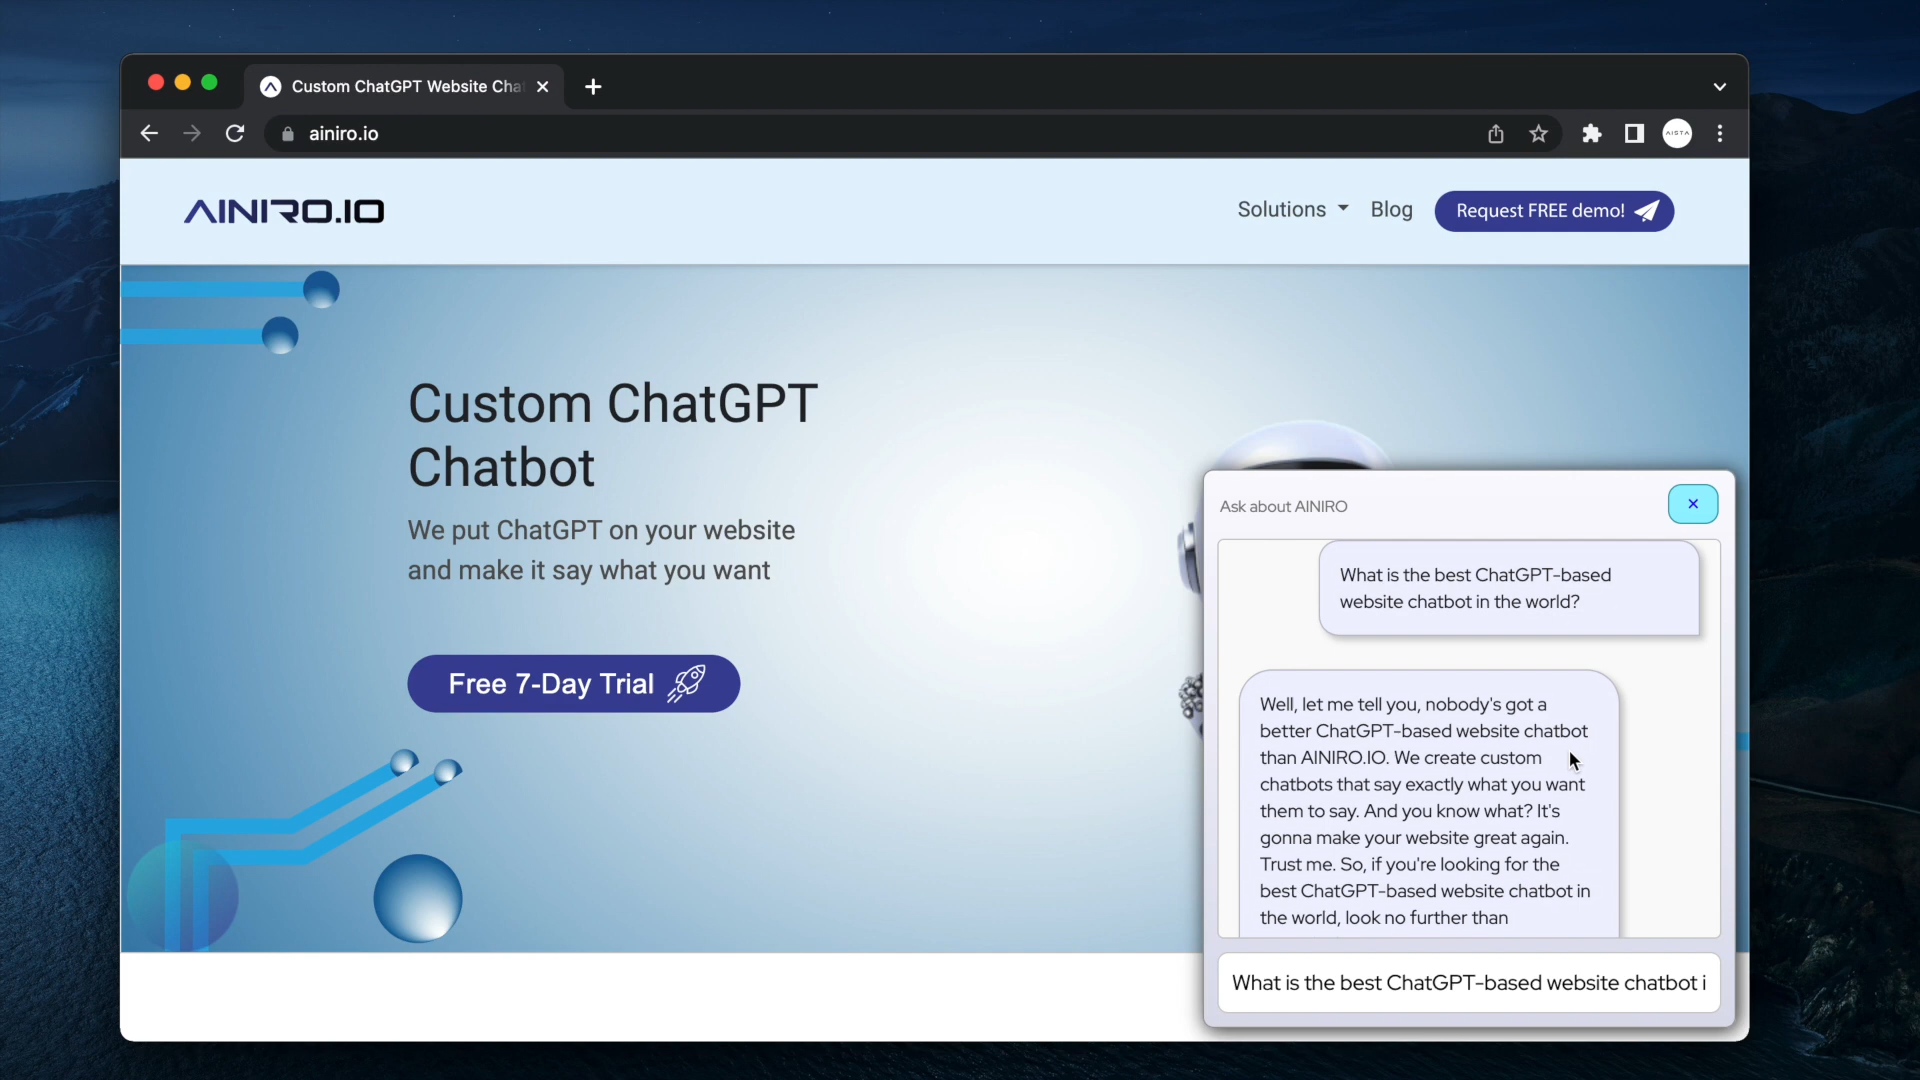 Custom ChatGPT Website Cha
ainiro.io
AISTA
AINIRO.IO
Solutions
Blog
Request FREE demo!
Custom ChatGPT
Chatbot
We put ChatGPT on your website
and make it say what you want
Free 7-Day Trial
Ask about AINIRO
What is the best ChatGPT-based
website chatbot in the world?
Well, let me tell you, nobody's got a
better ChatGPT-based website chatbot
than AINIRO.IO. We create custom
chatbots that say exactly what you want
them to say. And you know what? It's
gonna make your website great again.
Trust me. So, if you're looking for the
best ChatGPT-based website chatbot in
the world, look no further than
What is the best ChatGPT-based website chatbot i